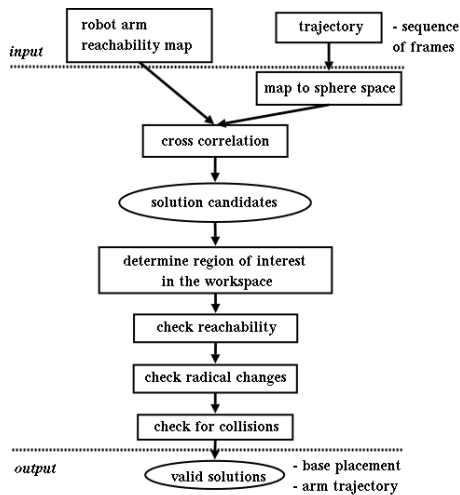 robot arm
reachability map
trajectory
- sequence
of frames
input
map to sphere space
cross correlation
solution candidates
determine region of interest
in the workspace
check reachability
check radical changes
check for collisions
output
valid solutions
- base placement
- arm trajectory